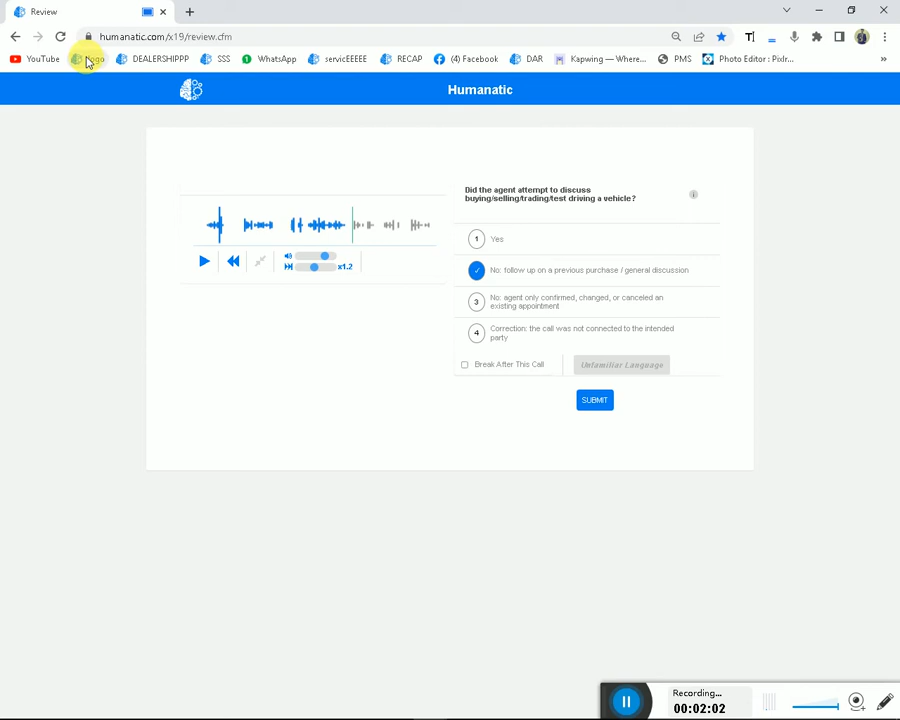 Review
humanatic.com/x19/review.cfm
YouTube
DEALERSHIPPP
SSS
WhatsApp
servicEEEEE
RECAP
(4) Facebook
DAR
Kapwing — Where...
PMS
Photo Editor : Pixlr...
»
Humanatic
Did the agent attempt to discuss
buying/selling/trading/test driving a vehicle?
i
1 Yes
No: follow up on a previous purchase / general discussion
3 No: agent only confirmed, changed, or canceled an
existing appointment
4 Correction: the call was not connected to the intended
party
x1.2
Break After This Call
Unfamiliar Language
SUBMIT
Recording...
00:02:02